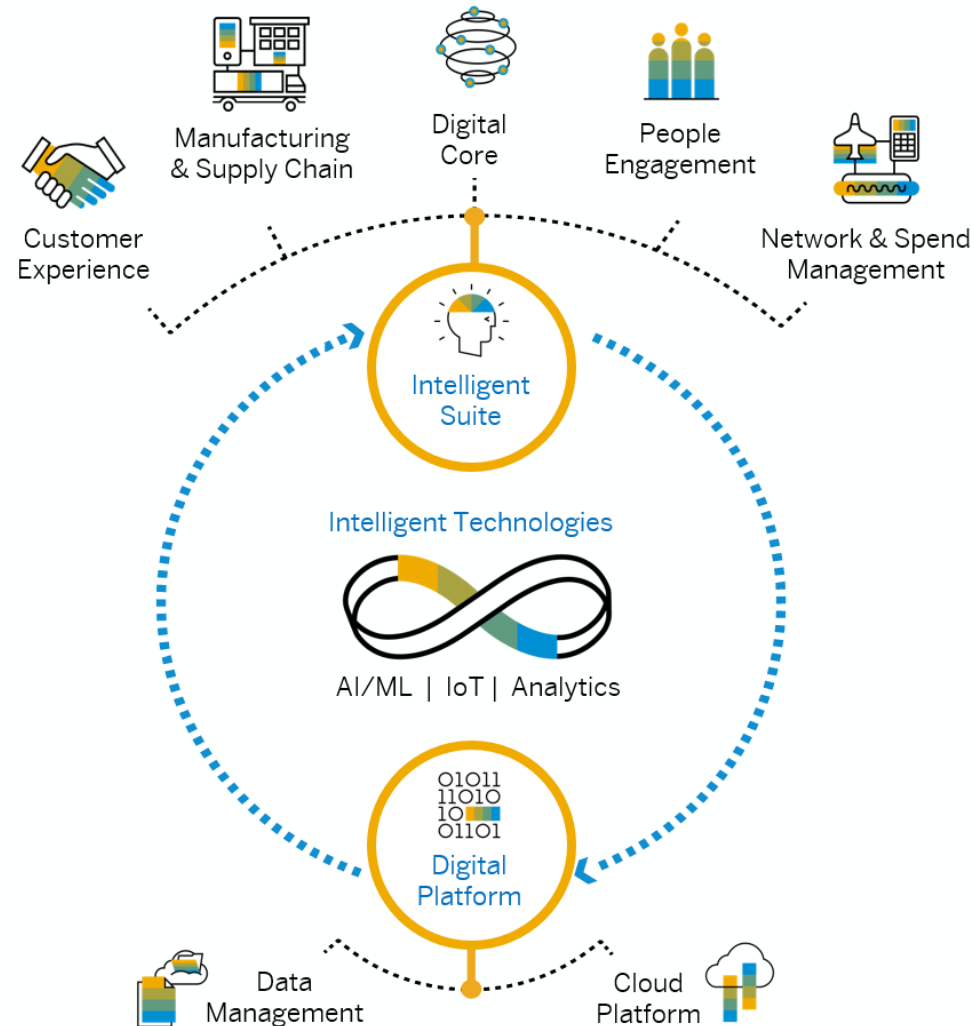 Digital
Core
Manufacturing
& Supply Chain
People
Engagement
Customer
Experience
Network & Spend
Management
Intelligent
Suite
Intelligent Technologies
AI/ML | IoT | Analytics
01011
11010
10
01101
Digital
Platform
Data
Management
Cloud
Platform